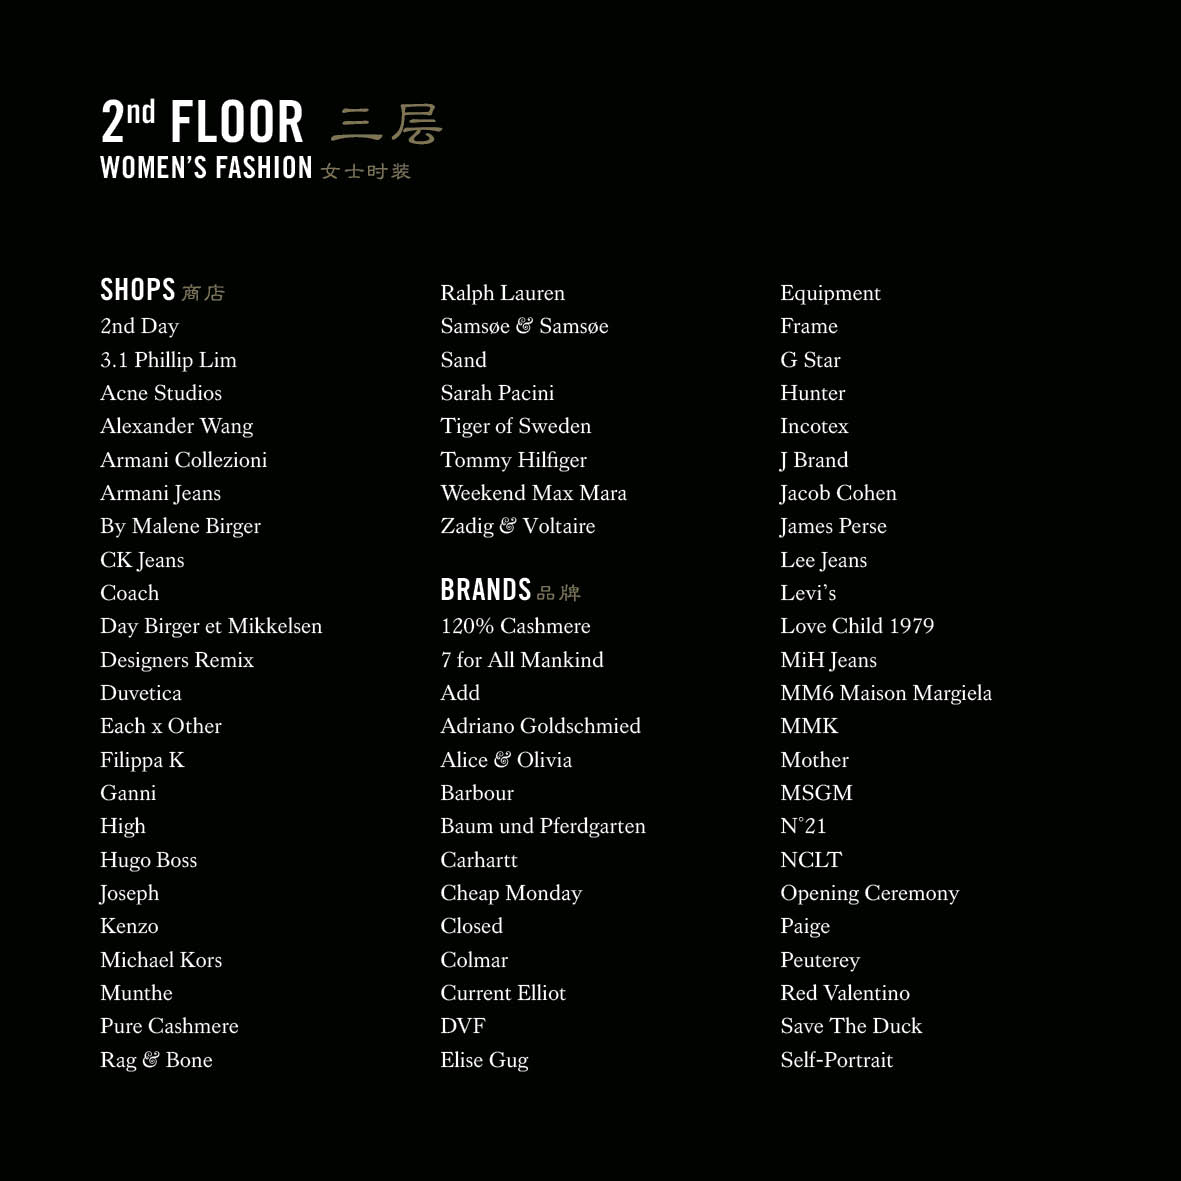 2nd FLOOR 三层
WOMEN'S FASHION 女士时装
SHOPS 商店
2nd Day
3.1 Phillip Lim
Acne Studios
Alexander Wang
Armani Collezioni
Armani Jeans
By Malene Birger
CK Jeans
Coach
Day Birger et Mikkelsen
Designers Remix
Duvetica
Each x Other
Filippa K
Ganni
High
Hugo Boss
Joseph
Kenzo
Michael Kors
Munthe
Pure Cashmere
Rag & Bone
Ralph Lauren
Samsøe & Samsøe
Sand
Sarah Pacini
Tiger of Sweden
Tommy Hilfiger
Weekend Max Mara
Zadig & Voltaire
BRANDS 品牌
120% Cashmere
7 for All Mankind
Add
Adriano Goldschmied
Alice & Olivia
Barbour
Baum und Pferdgarten
Carhartt
Cheap Monday
Closed
Colmar
Current Elliot
DVF
Elise Gug
Equipment
Frame
G Star
Hunter
Incotex
J Brand
Jacob Cohen
James Perse
Lee Jeans
Levi's
Love Child 1979
MiH Jeans
MM6 Maison Margiela
MMK
Mother
MSGM
N°21
NCLT
Opening Ceremony
Paige
Peuterey
Red Valentino
Save The Duck
Self-Portrait